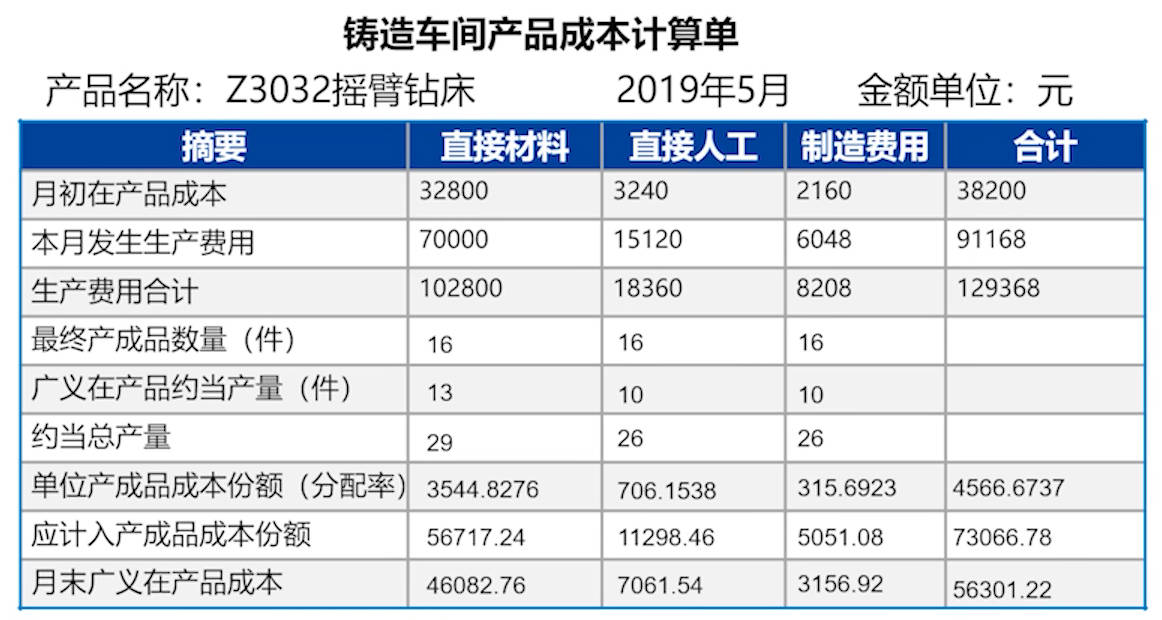 铸造车间产品成本计算单
产品名称：Z3032摇臂钻床 2019年5月 金额单位：元
摘要 直接材料 直接人工 制造费用 合计
月初在产品成本 32800 3240 2160 38200
本月发生生产费用 70000 15120 6048 91168
生产费用合计 102800 18360 8208 129368
最终产成品数量（件） 16 16 16
广义在产品约当产量（件） 13 10 10
约当总产量 29 26 26
单位产成品成本份额（分配率） 3544.8276 706.1538 315.6923 4566.6737
应计入产成品成本份额 56717.24 11298.46 5051.08 73066.78
月末广义在产品成本 46082.76 7061.54 3156.92 56301.22